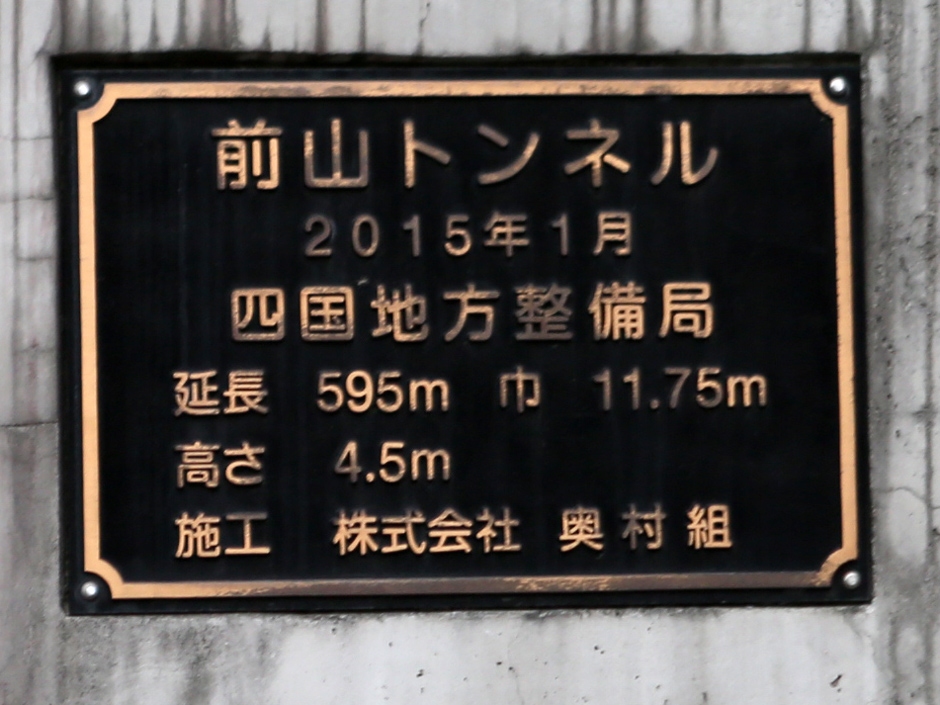 前山トンネル
2015年1月
四国地方整備局
延長 595m 巾 11.75m
高さ 4.5m
施工 株式会社 奥村組